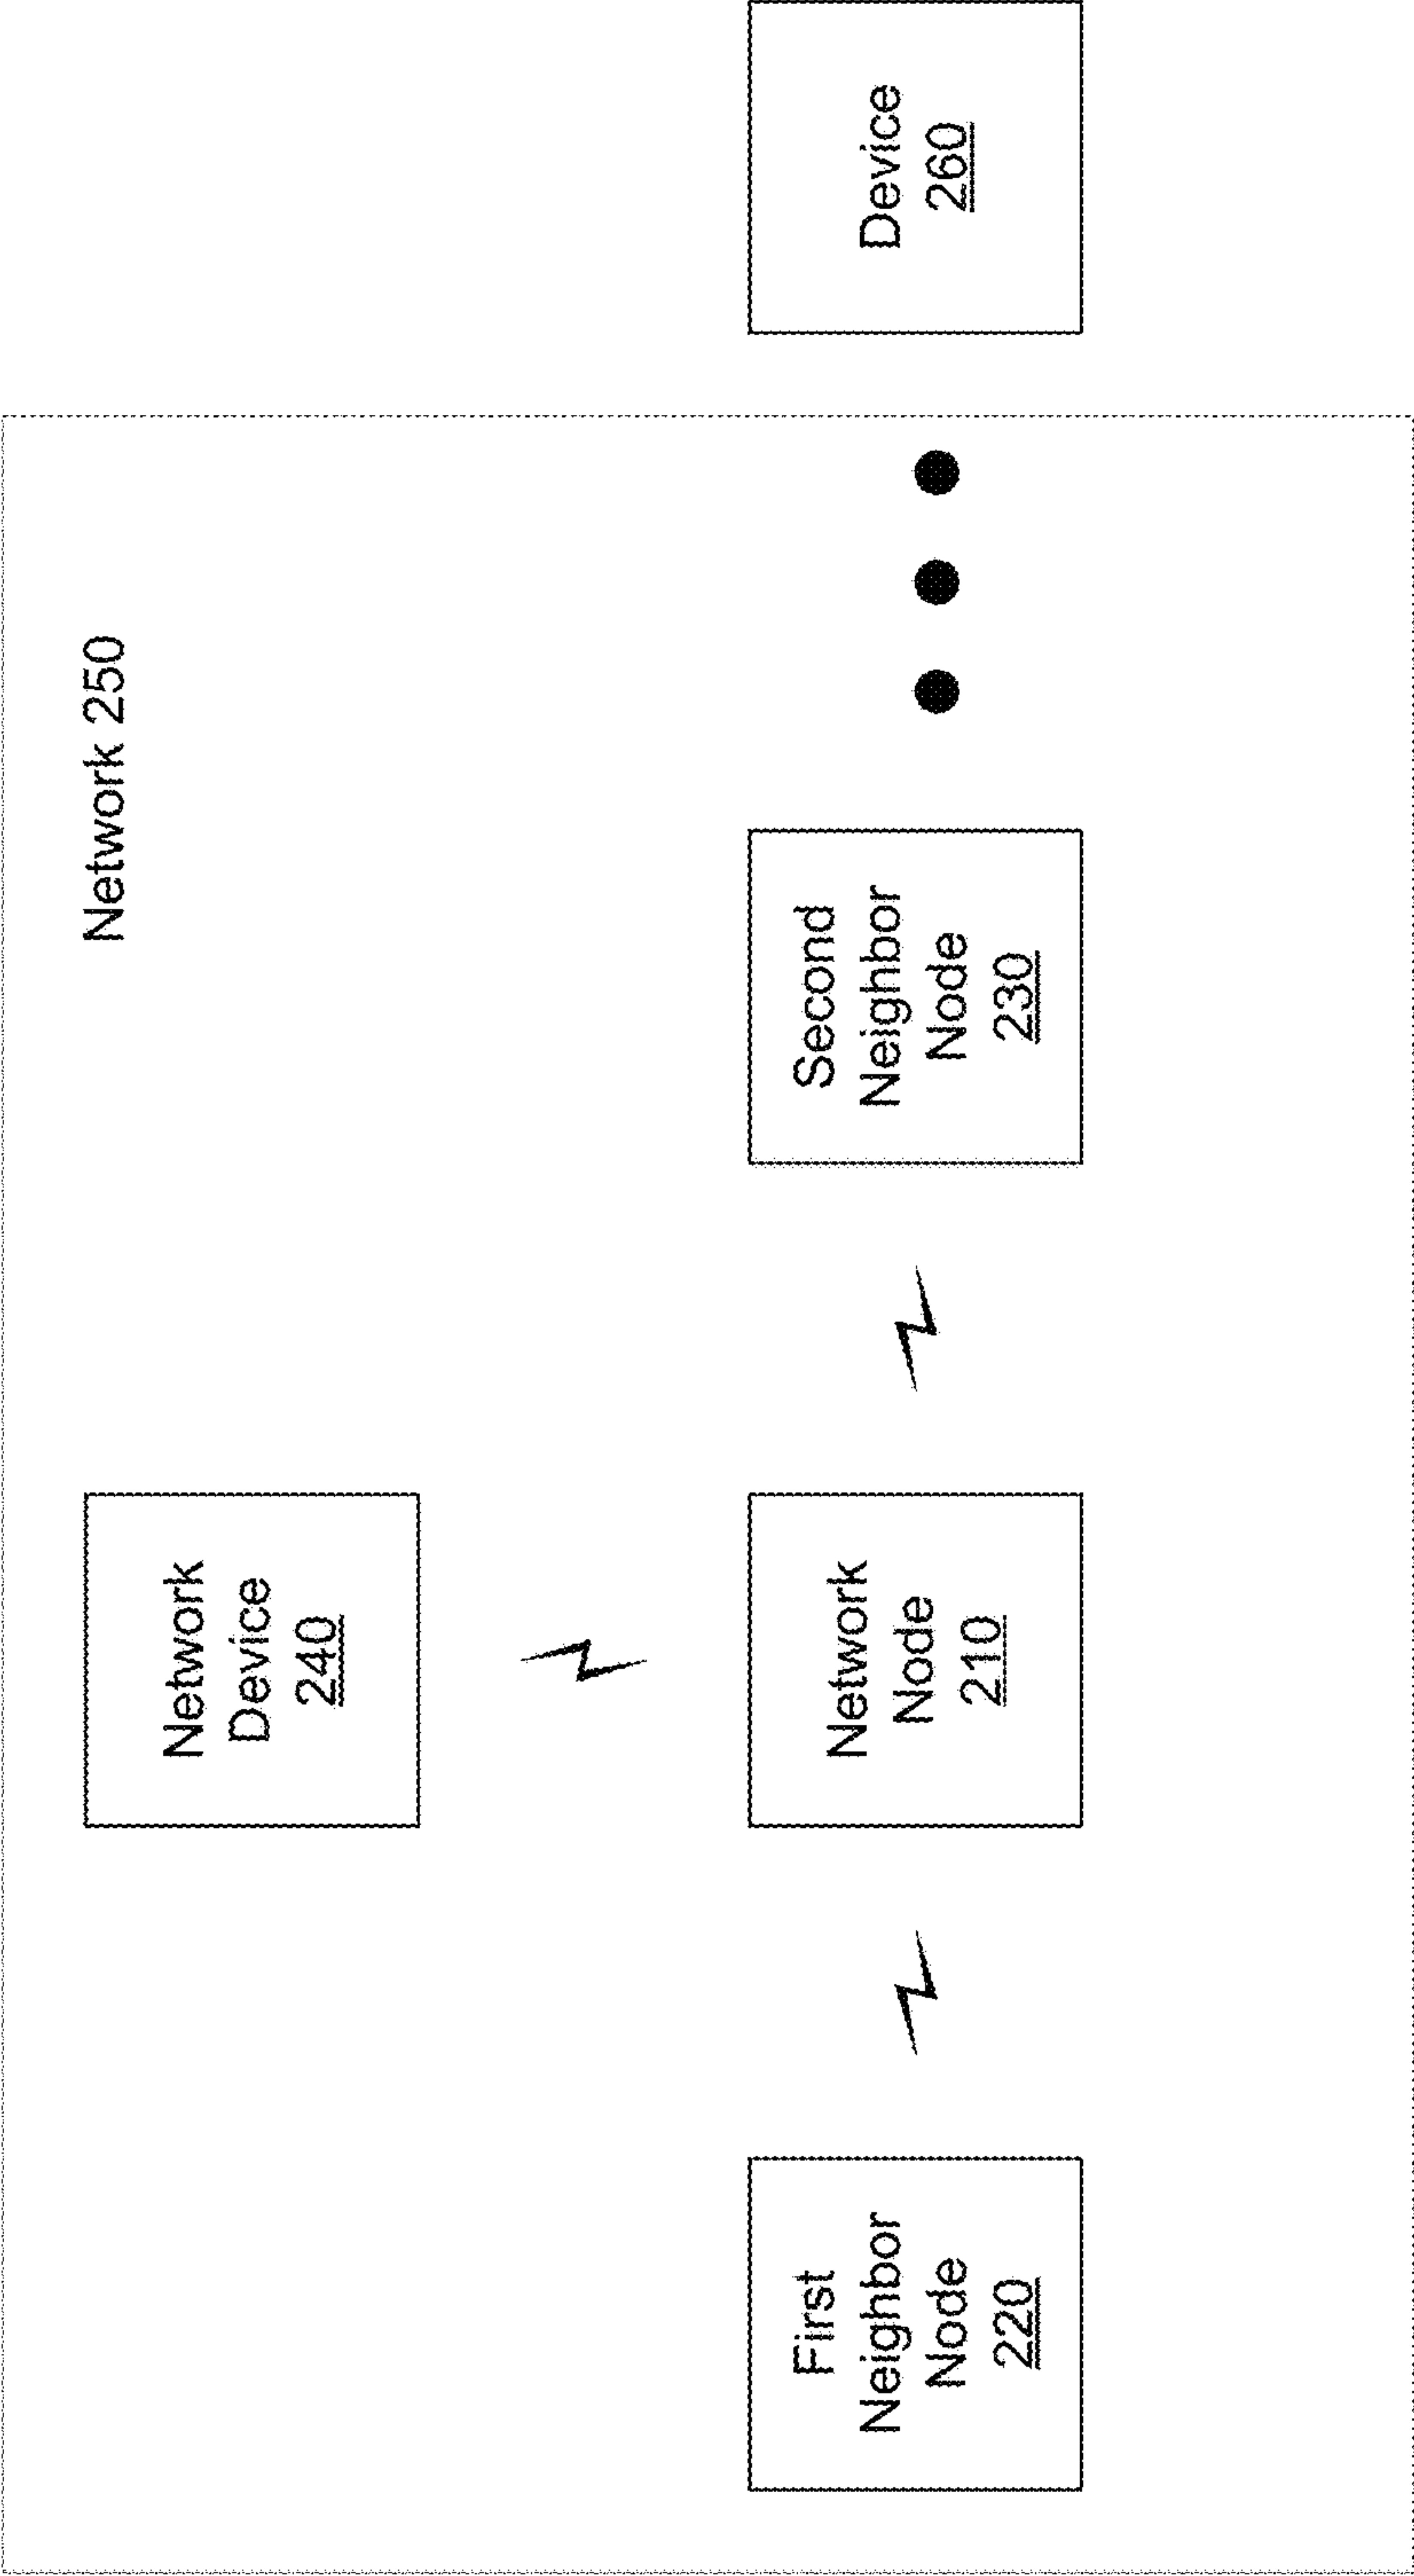 Network 250
Network
Device
240
First
Neighbor
Node
220
Network
Node
210
Second
Neighbor
Node
230
Device
260